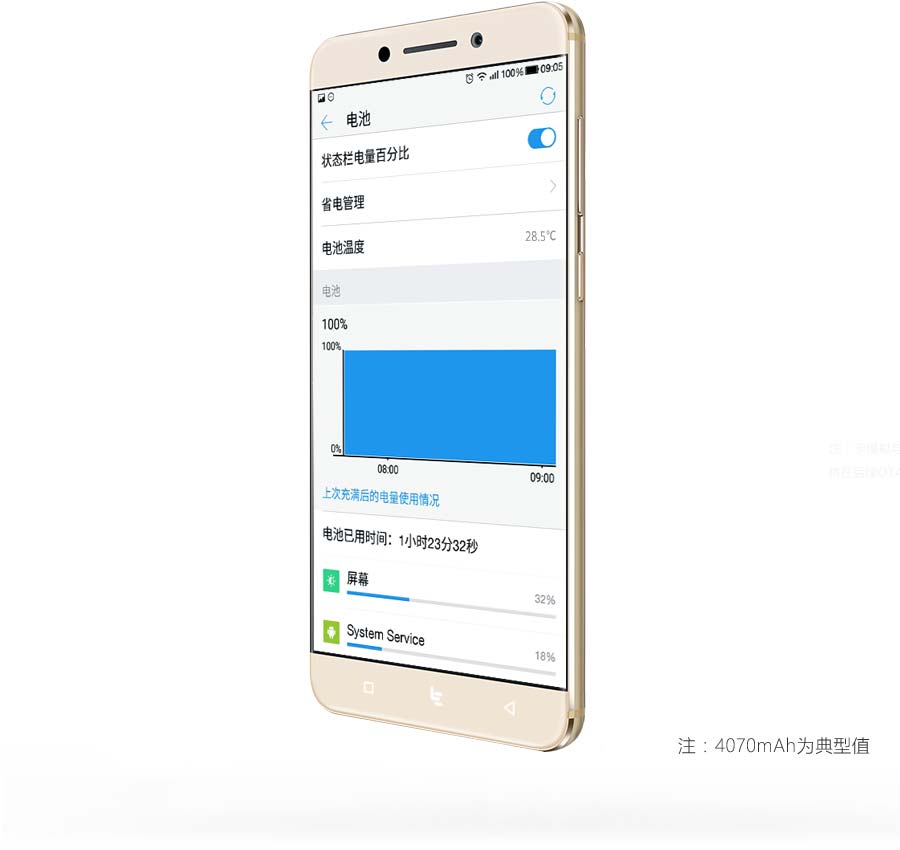 100% 09:05
电池
状态栏电量百分比
省电管理
电池温度 28.5℃
电池
100%
100%
0%
08:00 09:00
上次充满后的电量使用情况
电池已用时间：1小时23分32秒
屏幕
32%
System Service
18%
注：4070mAh为典型值